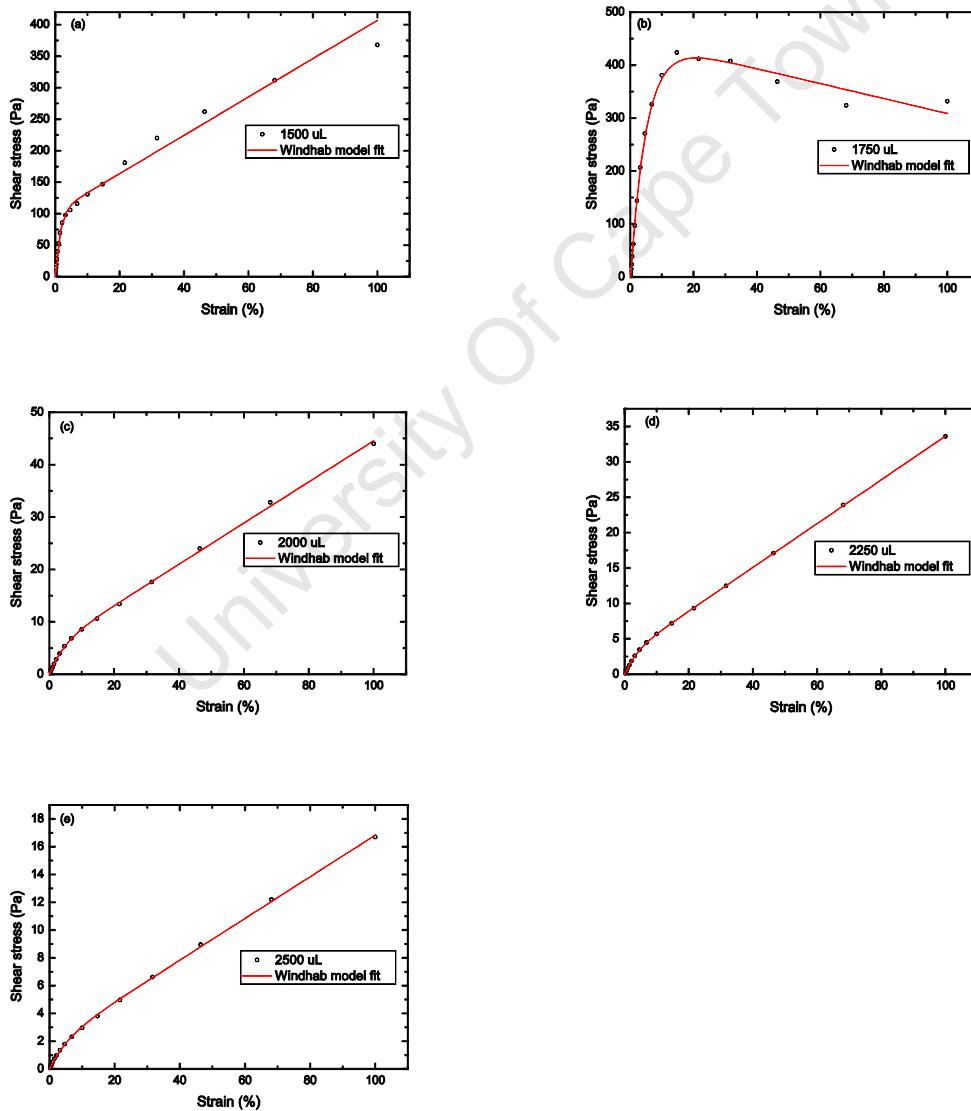 (a)
400
350
300
250
200
150
100
50
0
Shear stress (Pa)
1500 uL
Windhab model fit
0 20 40 60 80 100
Strain (%)
(b)
500
400
300
200
100
0
Shear stress (Pa)
1750 uL
Windhab model fit
0 20 40 60 80 100
Strain (%)
(c)
50
40
30
20
10
0
Shear stress (Pa)
2000 uL
Windhab model fit
0 20 40 60 80 100
Strain (%)
(d)
35
30
25
20
15
10
5
0
Shear stress (Pa)
2250 uL
Windhab model fit
0 20 40 60 80 100
Strain (%)
(e)
18
16
14
12
10
8
6
4
2
0
Shear stress (Pa)
2500 uL
Windhab model fit
0 20 40 60 80 100
Strain (%)
University Of Cape Town